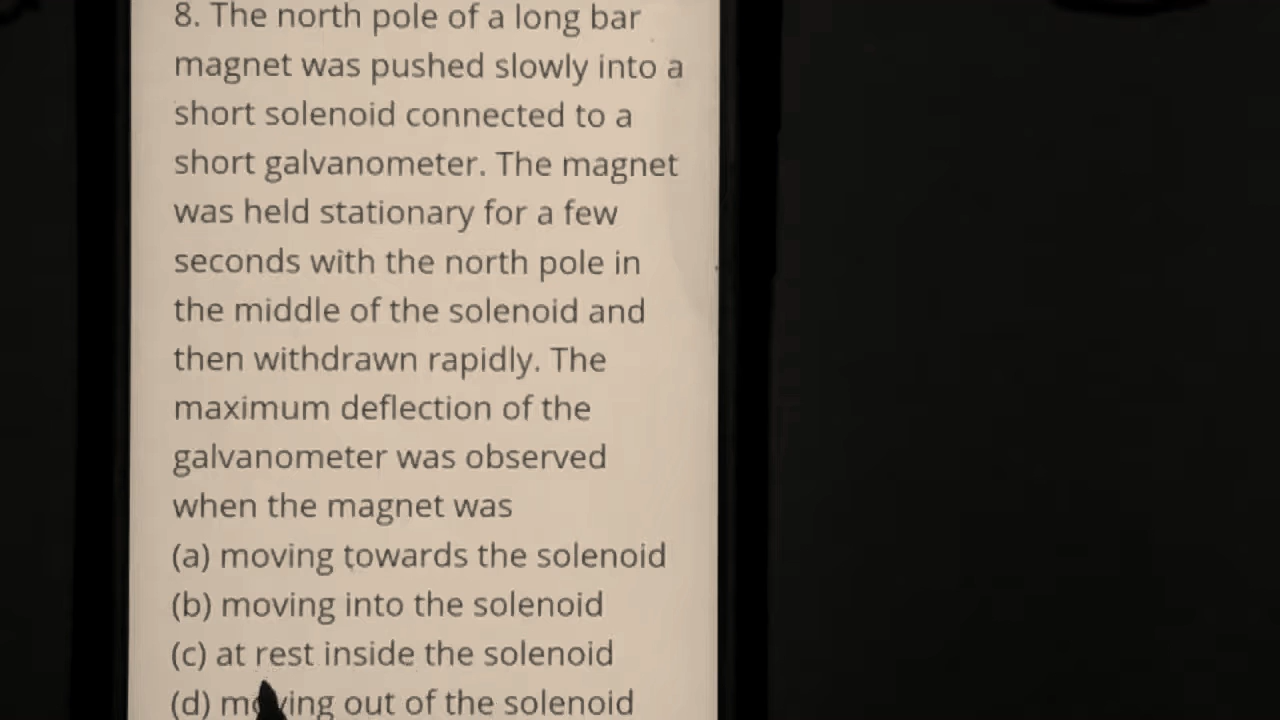 8. The north pole of a long bar
magnet was pushed slowly into a
short solenoid connected to a
short galvanometer. The magnet
was held stationary for a few
seconds with the north pole in
the middle of the solenoid and
then withdrawn rapidly. The
maximum deflection of the
galvanometer was observed
when the magnet was
(a) moving towards the solenoid
(b) moving into the solenoid
(c) at rest inside the solenoid
(d) moving out of the solenoid